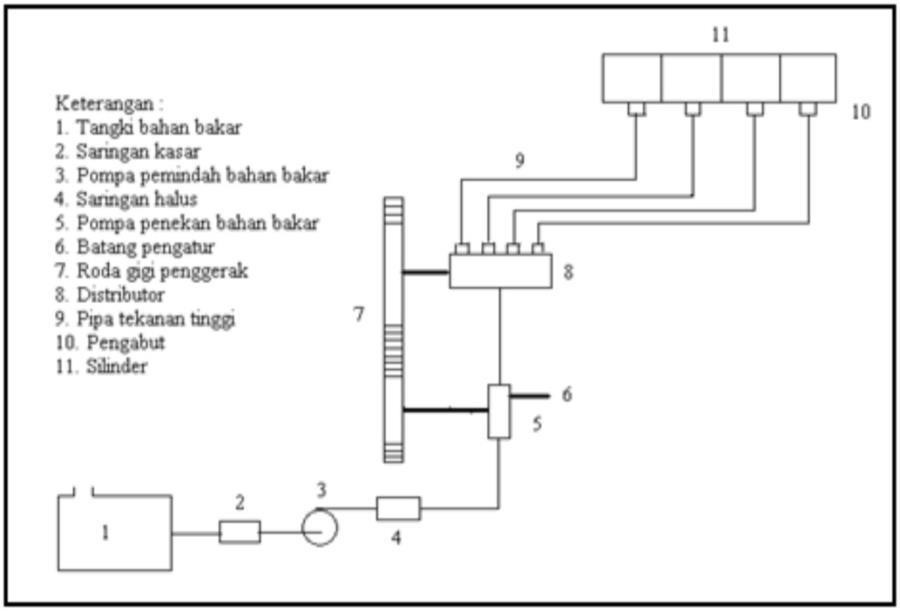 Keterangan :
1. Tangki bahan bakar
2. Saringan kasar
3. Pompa pemindah bahan bakar
4. Saringan halus
5. Pompa penekan bahan bakar
6. Batang pengatur
7. Roda gigi penggerak
8. Distributor
9. Pipa tekanan tinggi
10. Pengabut
11. Silinder
11
10
9
8
7
6
5
3
2
4
1